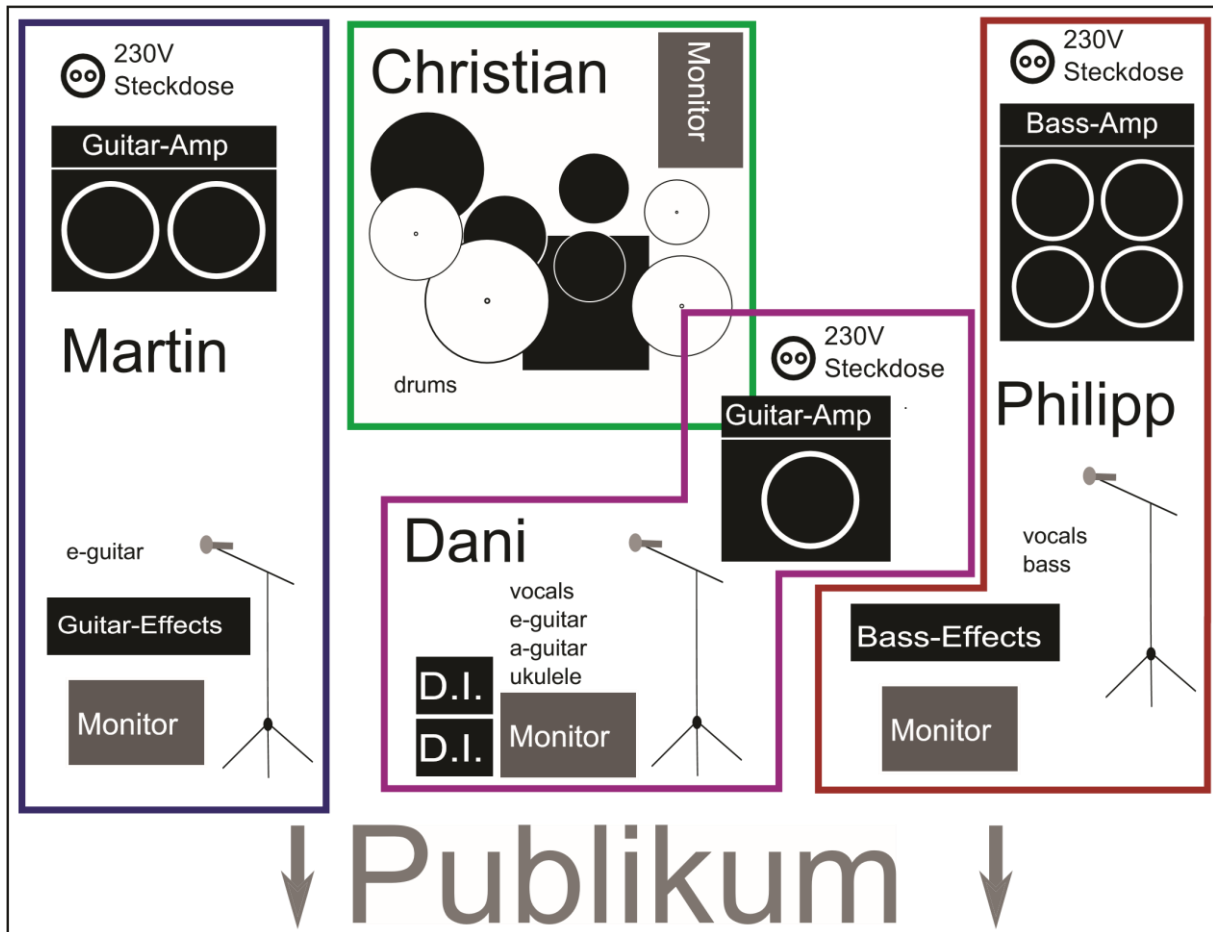 230V
Steckdose
Guitar-Amp
Martin
e-guitar
Guitar-Effects
Monitor
Christian
Monitor
drums
230V
Steckdose
Guitar-Amp
Dani
vocals
e-guitar
a-guitar
ukulele
D.I.
D.I.
Monitor
230V
Steckdose
Bass-Amp
Philipp
vocals
bass
Bass-Effects
Monitor
Publikum